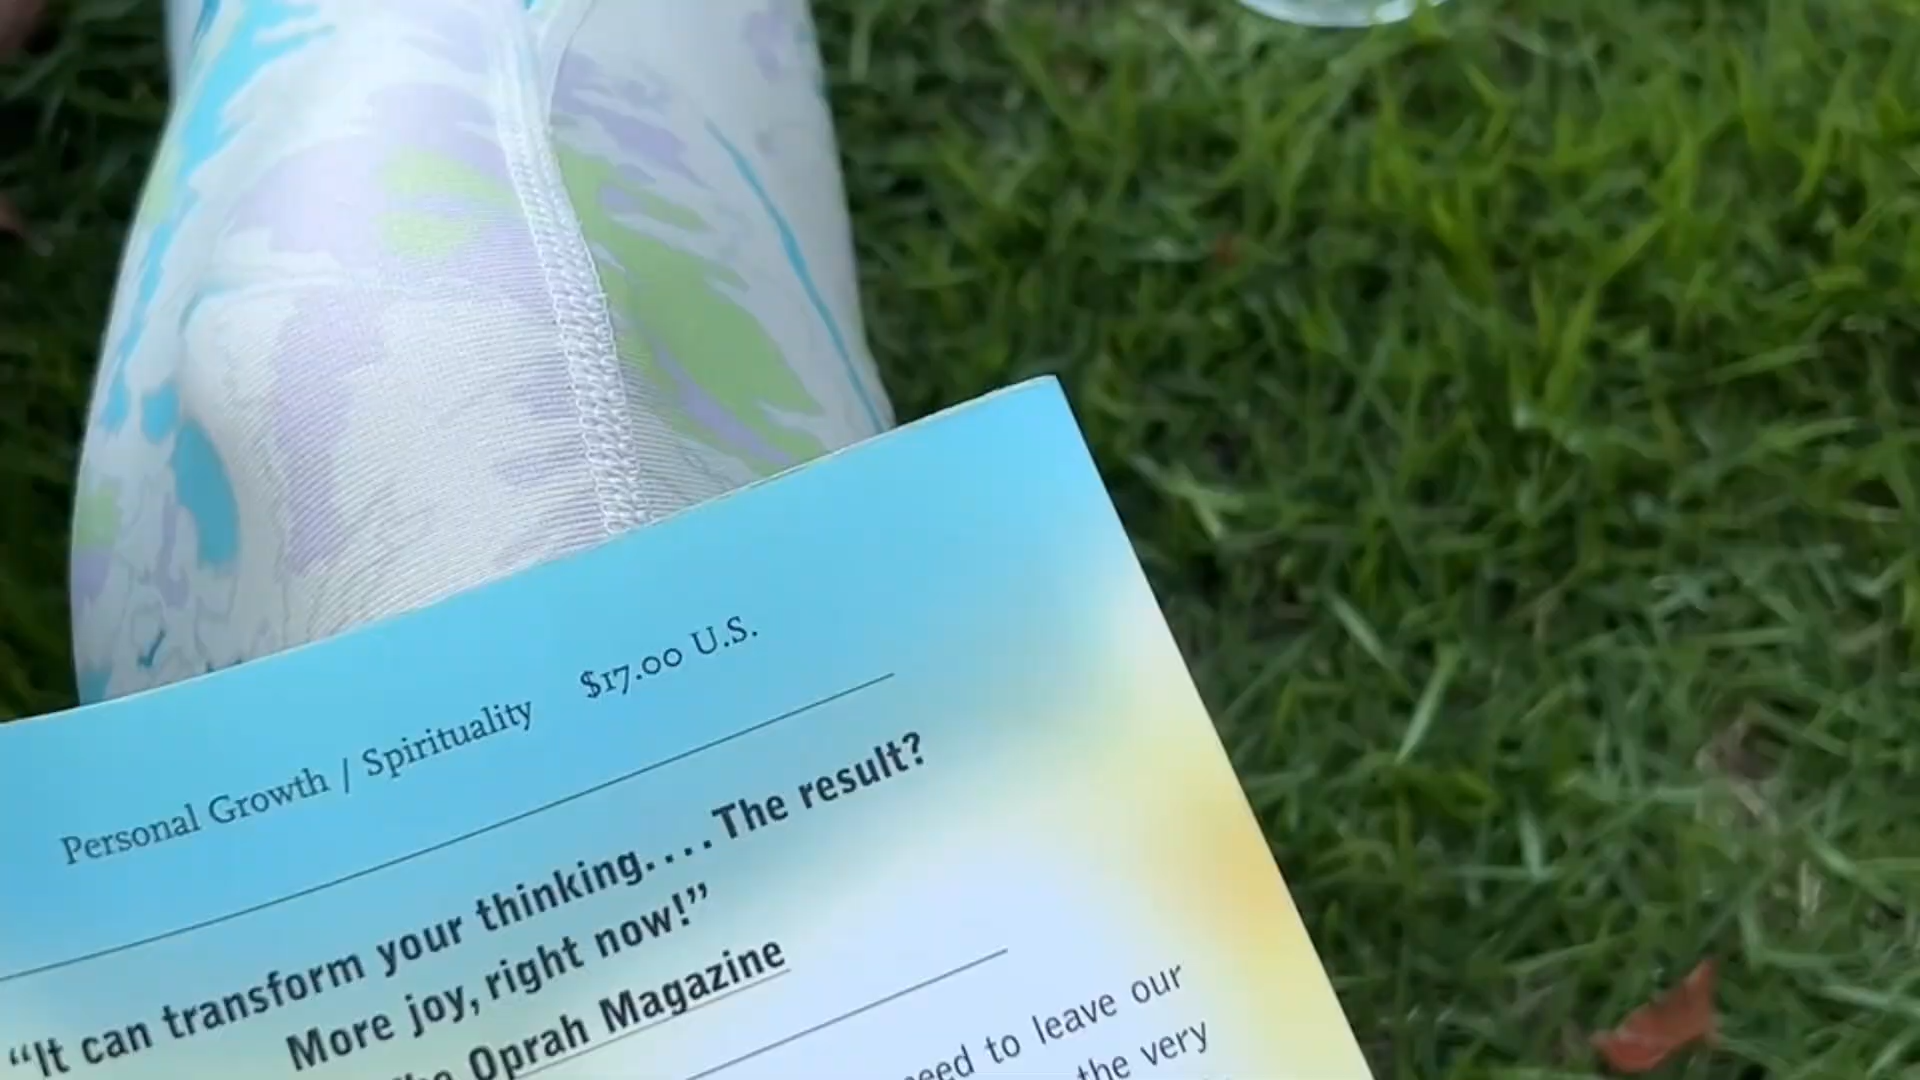 Personal Growth / Spirituality $17.00 U.S.
“It can transform your thinking....The result?
More joy, right now!”
Oprah Magazine
to leave our
the very